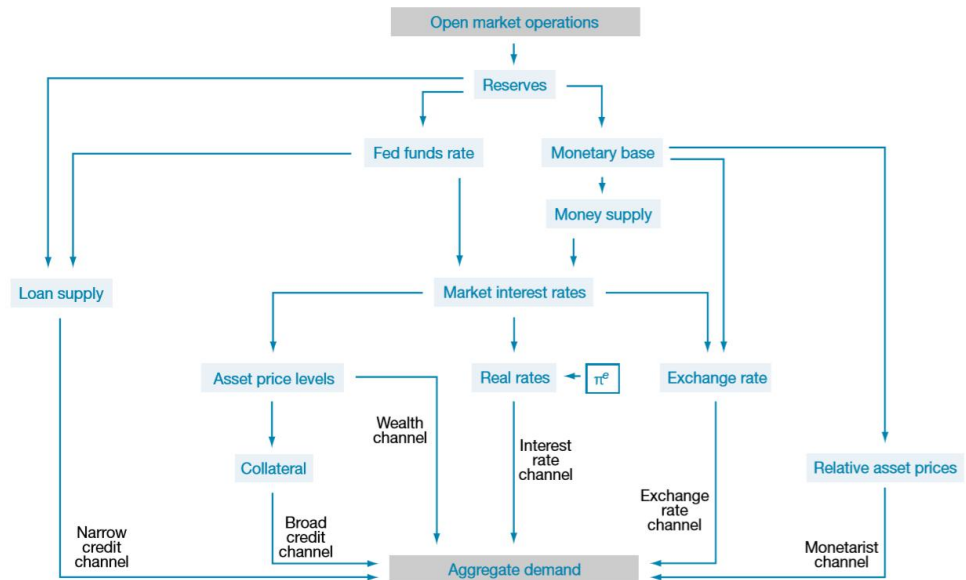 Open market operations
Reserves
Fed funds rate
Monetary base
Money supply
Loan supply
Market interest rates
Asset price levels
Real rates
πᵉ
Exchange rate
Wealth
channel
Interest
rate
channel
Collateral
Relative asset prices
Exchange
rate
channel
Narrow
credit
channel
Broad
credit
channel
Monetarist
channel
Aggregate demand